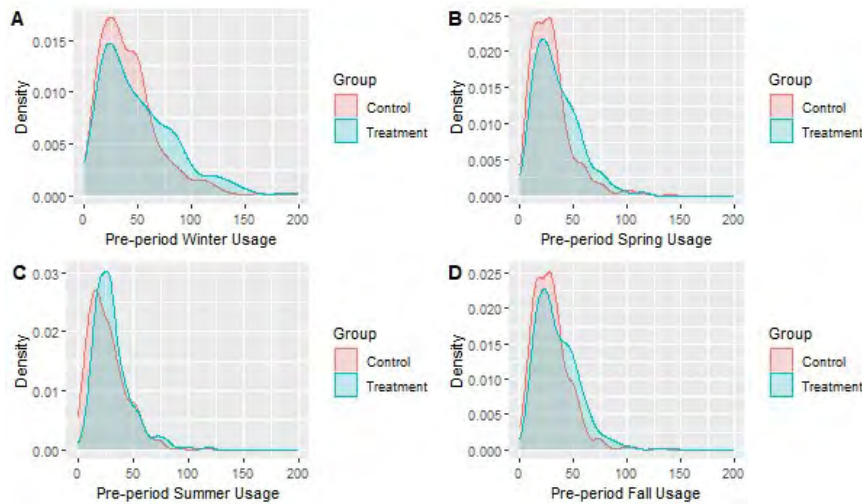 A
Density
0.015
0.010
0.005
0.000
0
50
100
150
200
Pre-period Winter Usage
Group
Control
Treatment
B
Density
0.025
0.020
0.015
0.010
0.005
0.000
0
50
100
150
200
Pre-period Spring Usage
Group
Control
Treatment
C
Density
0.03
0.02
0.01
0.00
0
50
100
150
200
Pre-period Summer Usage
Group
Control
Treatment
D
Density
0.025
0.020
0.015
0.010
0.005
0.000
0
50
100
150
200
Pre-period Fall Usage
Group
Control
Treatment